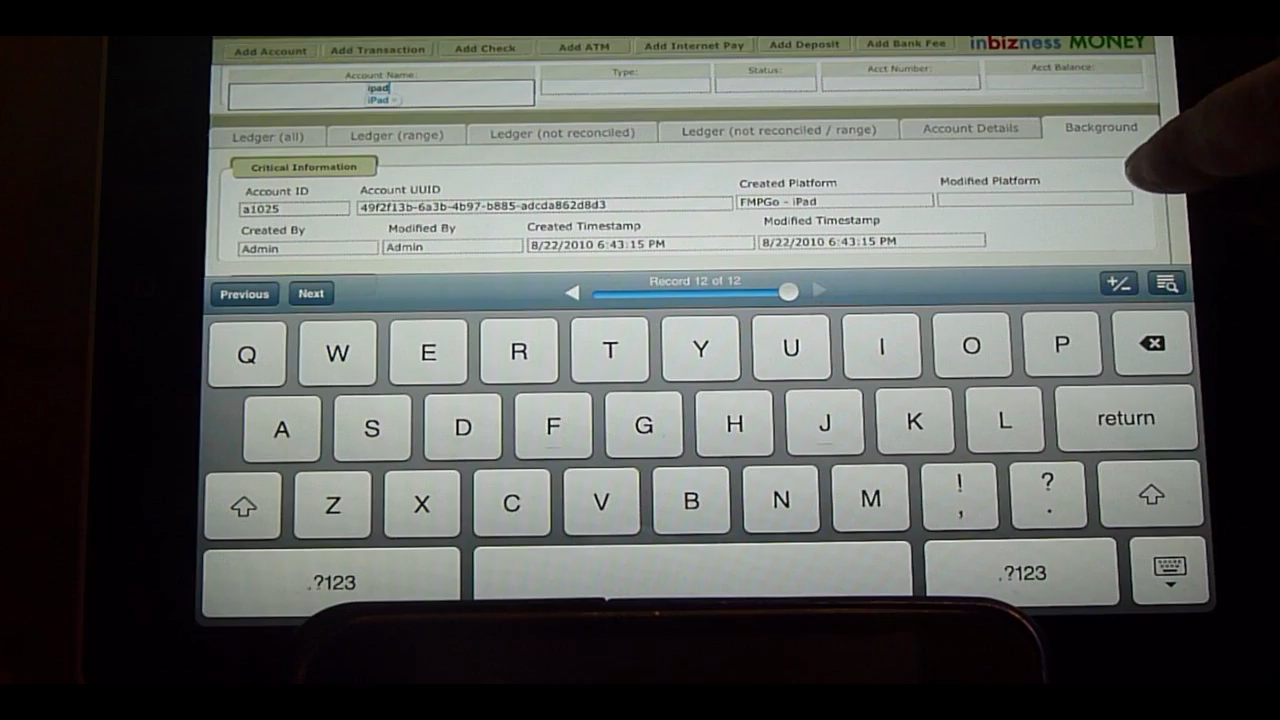 Add Account Add Transaction Add Check Add ATM Add Internet Pay Add Deposit Add Bank Fee inbizness MONEY
Account Name: Type: Status: Acct Number: Acct Balance:
ipad
iPad
Ledger (all) Ledger (range) Ledger (not reconciled) Ledger (not reconciled / range) Account Details Background
Critical Information
Account ID Account UUID Created Platform Modified Platform
a1025 49f2f13b-6a3b-4b97-b885-adcda862d8d3 FMPGo - iPad
Created By Modified By Created Timestamp Modified Timestamp
Admin Admin 8/22/2010 6:43:15 PM 8/22/2010 6:43:15 PM
Previous Next Record 12 of 12 +/-
Q W E R T Y U I O P
A S D F G H J K L return
Z X C V B N M ! , ? .
.?123 .?123